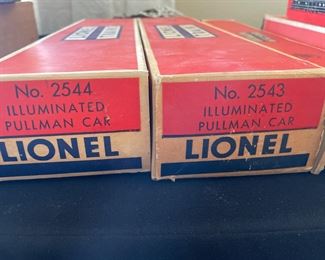 No. 2544
ILLUMINATED
PULLMAN CAR
LIONEL
No. 2543
ILLUMINATED
PULLMAN CAR
LIONEL